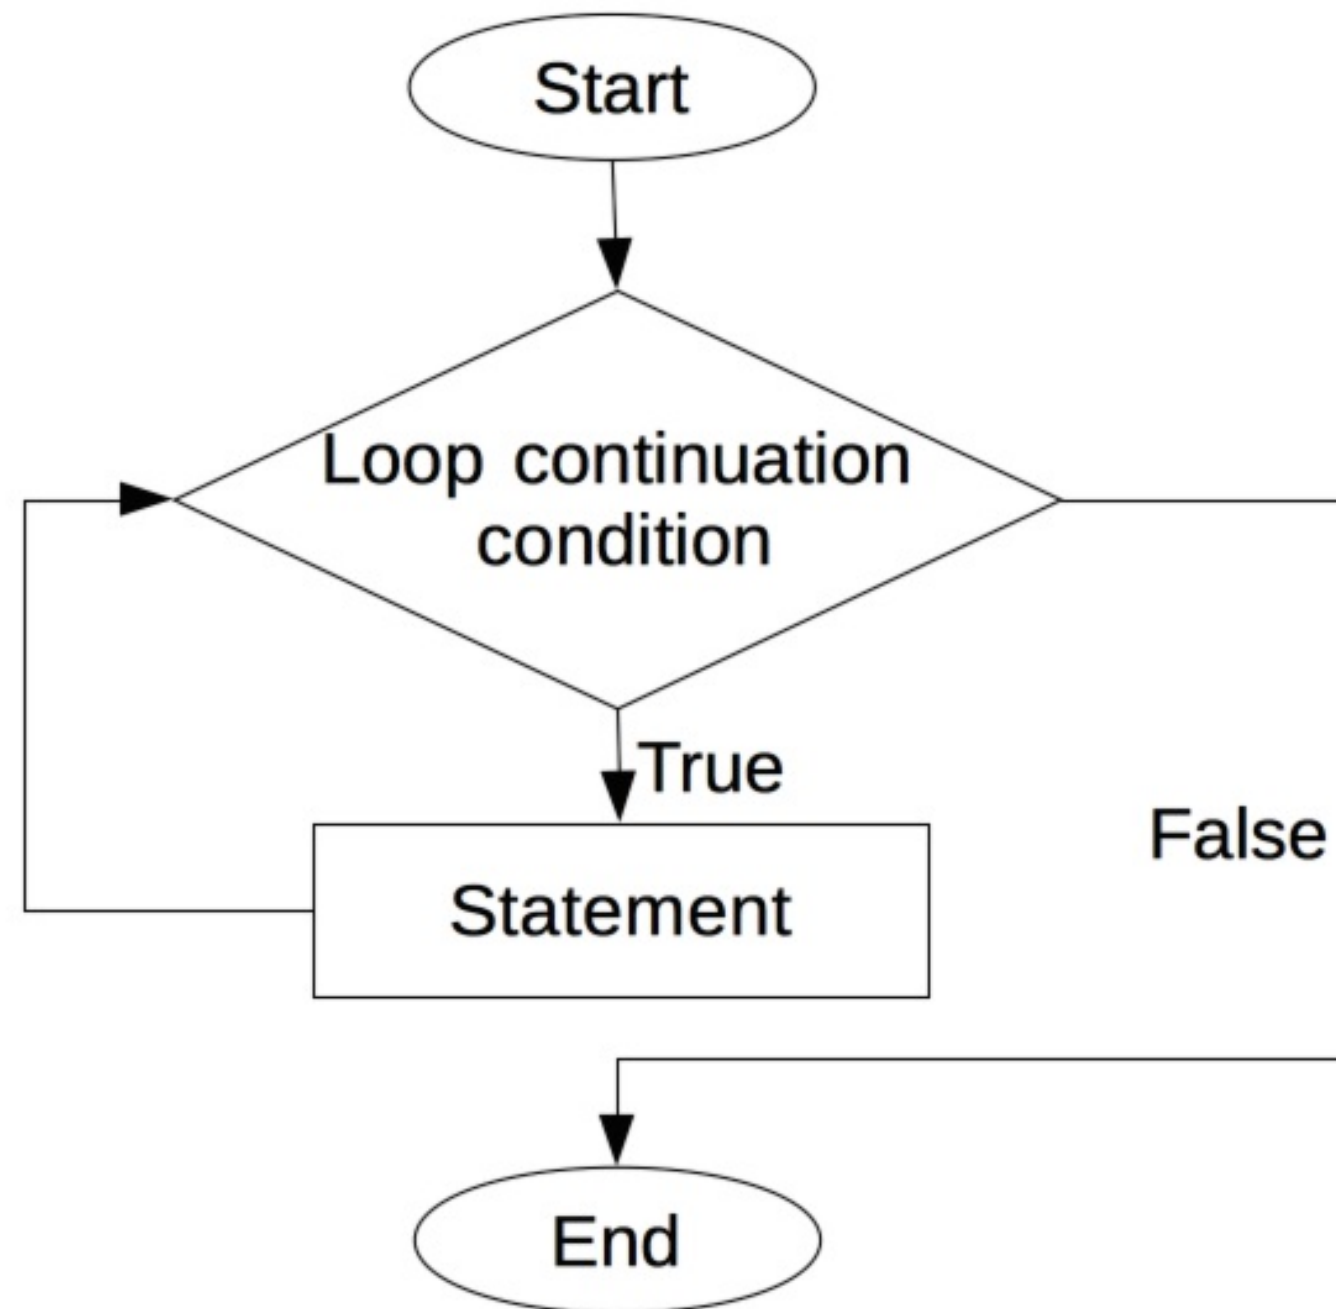 Start
Loop continuation
condition
True
False
Statement
End